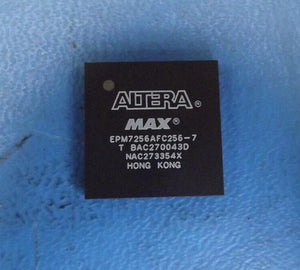 ALTERA®
MAX®
EPM7256AFC256-7
T BAC270043D
NAC273354X
HONG KONG